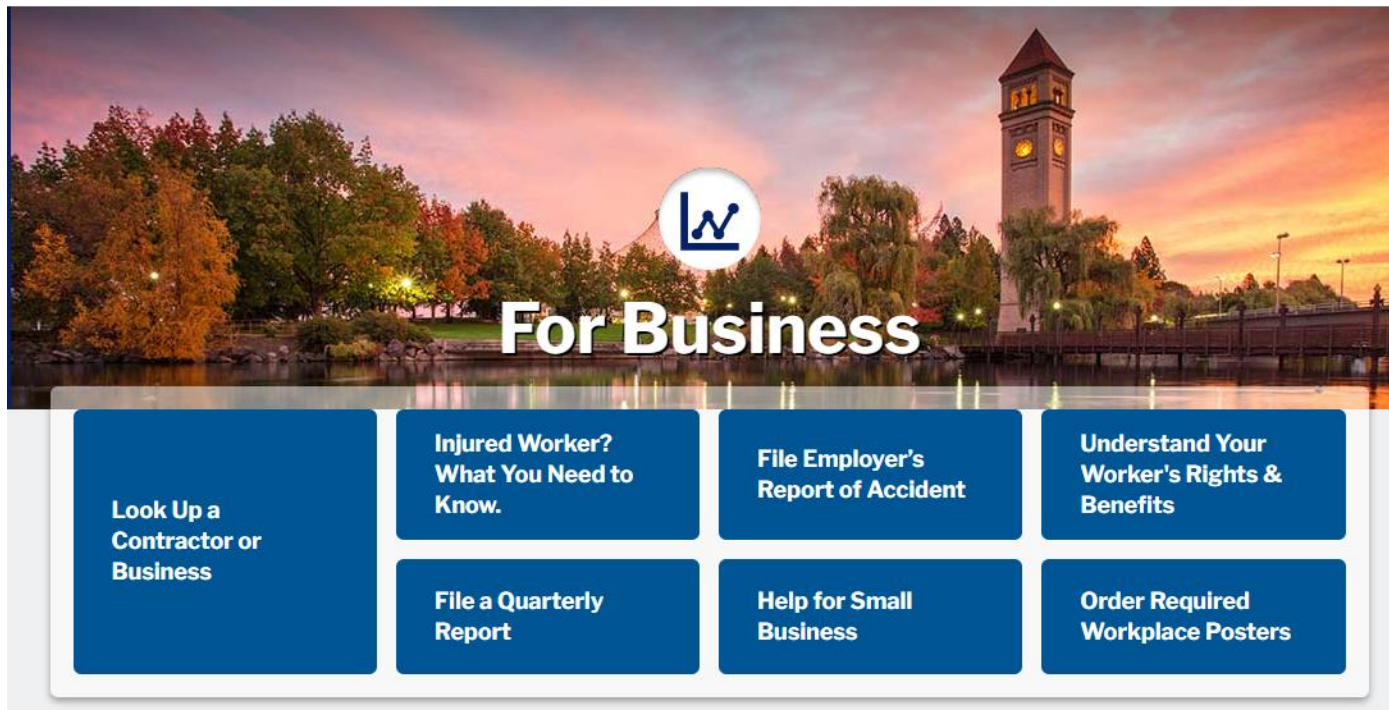 For Business
Look Up a
Contractor or
Business
Injured Worker?
What You Need to
Know.
File Employer’s
Report of Accident
Understand Your
Worker's Rights &
Benefits
File a Quarterly
Report
Help for Small
Business
Order Required
Workplace Posters